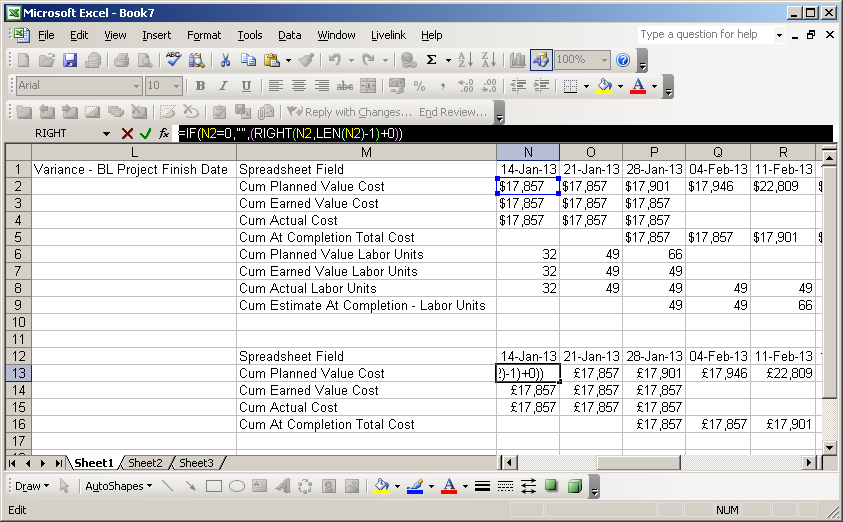 Microsoft Excel - Book7
File Edit View Insert Format Tools Data Window Livelink Help Type a question for help
Σ 100%
Arial 10 B I U abc % , .00 .00
Reply with Changes... End Review...
RIGHT fx =IF(N2=0,"",(RIGHT(N2,LEN(N2)-1)+0))
L M N O P Q R
1 Variance - BL Project Finish Date Spreadsheet Field 14-Jan-13 21-Jan-13 28-Jan-13 04-Feb-13 11-Feb-13
2 Cum Planned Value Cost $17,857 $17,857 $17,901 $17,946 $22,809
3 Cum Earned Value Cost $17,857 $17,857 $17,857
4 Cum Actual Cost $17,857 $17,857 $17,857
5 Cum At Completion Total Cost $17,857 $17,857 $17,901
6 Cum Planned Value Labor Units 32 49 66
7 Cum Earned Value Labor Units 32 49 49
8 Cum Actual Labor Units 32 49 49 49 49
9 Cum Estimate At Completion - Labor Units 49 49 66
10
11
12 Spreadsheet Field 14-Jan-13 21-Jan-13 28-Jan-13 04-Feb-13 11-Feb-13
13 Cum Planned Value Cost )-1)+0)) £17,857 £17,901 £17,946 £22,809
14 Cum Earned Value Cost £17,857 £17,857 £17,857
15 Cum Actual Cost £17,857 £17,857 £17,857
16 Cum At Completion Total Cost £17,857 £17,857 £17,901
17
Sheet1 Sheet2 Sheet3
Draw AutoShapes A A
Edit NUM